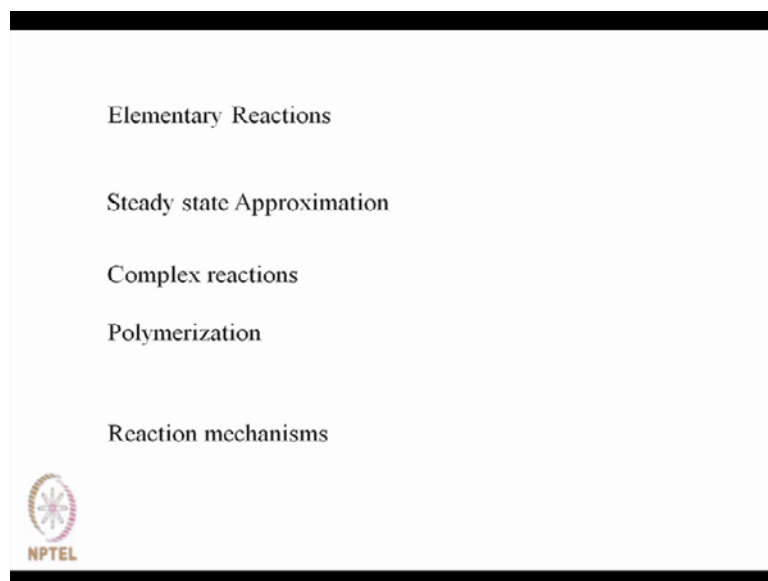 Elementary Reactions
Steady state Approximation
Complex reactions
Polymerization
Reaction mechanisms
NPTEL